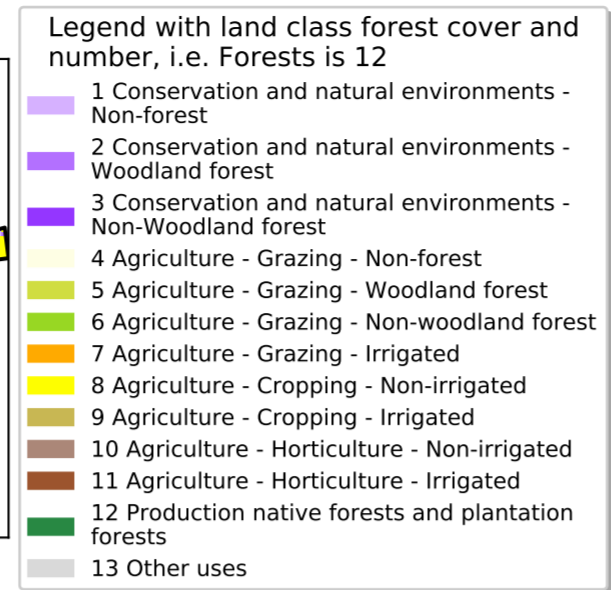 Legend with land class forest cover and
number, i.e. Forests is 12
1 Conservation and natural environments -
Non-forest
2 Conservation and natural environments -
Woodland forest
3 Conservation and natural environments -
Non-Woodland forest
4 Agriculture - Grazing - Non-forest
5 Agriculture - Grazing - Woodland forest
6 Agriculture - Grazing - Non-woodland forest
7 Agriculture - Grazing - Irrigated
8 Agriculture - Cropping - Non-irrigated
9 Agriculture - Cropping - Irrigated
10 Agriculture - Horticulture - Non-irrigated
11 Agriculture - Horticulture - Irrigated
12 Production native forests and plantation
forests
13 Other uses